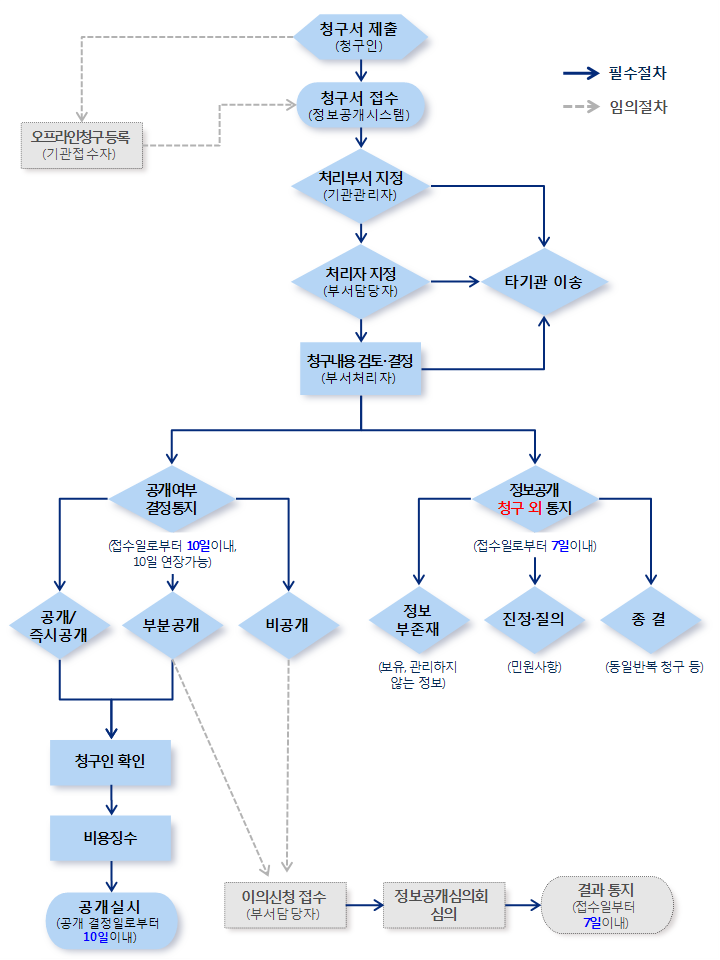 청구서 제출
(청구인)
필수절차
임의절차
청구서 접수
(정보공개시스템)
오프라인청구 등록
(기관접수자)
처리부서 지정
(기관관리자)
처리자 지정
(부서담당자)
타기관 이송
청구내용 검토·결정
(부서처리자)
공개여부
결정통지
(접수일로부터 10일이내,
10일 연장가능)
정보공개
청구 외 통지
(접수일로부터 7일이내)
공개/
즉시공개
부분공개
비공개
정보
부존재
(보유, 관리하지
않는 정보)
진정·질의
(민원사항)
종 결
(동일반복 청구 등)
청구인 확인
비용징수
공개실시
(공개 결정일로부터
10일이내)
이의신청 접수
(부서담당자)
정보공개심의회
심의
결과 통지
(접수일부터
7일이내)